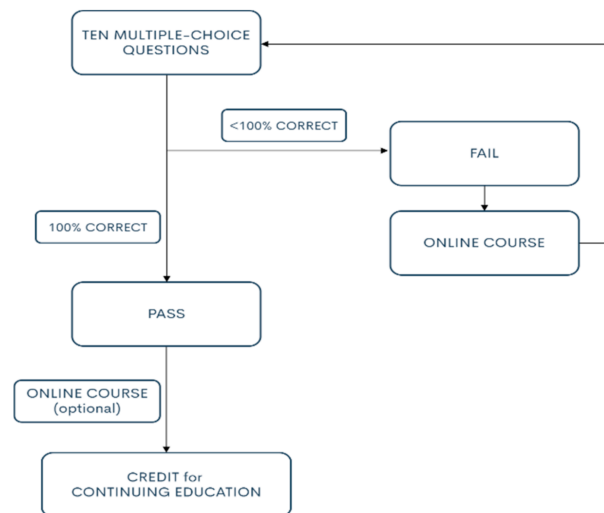 TEN MULTIPLE-CHOICE
QUESTIONS
<100% CORRECT
FAIL
100% CORRECT
ONLINE COURSE
PASS
ONLINE COURSE
(optional)
CREDIT for
CONTINUING EDUCATION